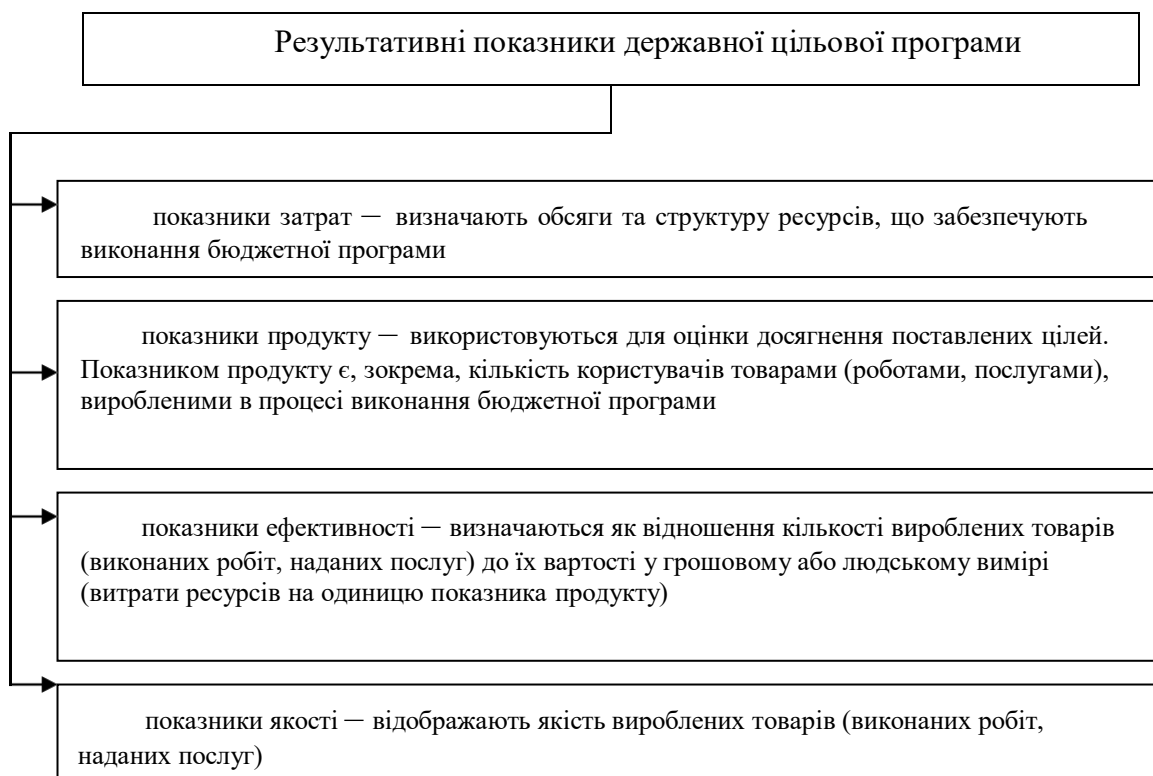 Результативні показники державної цільової програми
показники затрат — визначають обсяги та структуру ресурсів, що забезпечують
виконання бюджетної програми
показники продукту — використовуються для оцінки досягнення поставлених цілей.
Показником продукту є, зокрема, кількість користувачів товарами (роботами, послугами),
виробленими в процесі виконання бюджетної програми
показники ефективності — визначаються як відношення кількості вироблених товарів
(виконаних робіт, наданих послуг) до їх вартості у грошовому або людському вимірі
(витрати ресурсів на одиницю показника продукту)
показники якості — відображають якість вироблених товарів (виконаних робіт,
наданих послуг)